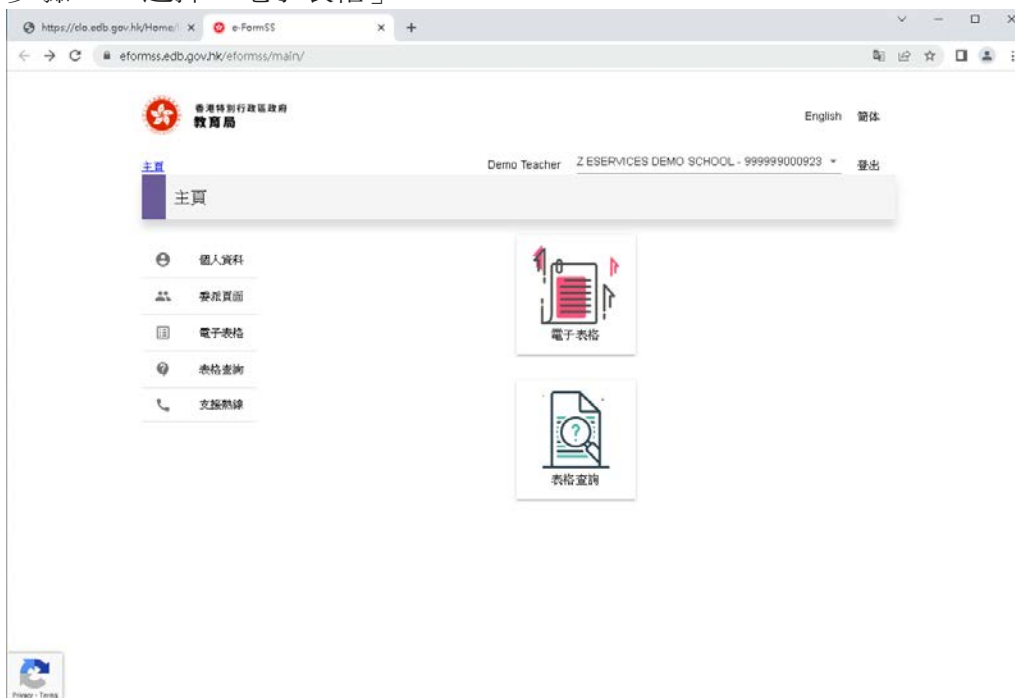 https://clo.edb.gov.hk/Home/
e-FormSS
eformss.edb.gov.hk/eformss/main/
香港特別行政區政府
教育局
English 簡体
主頁
Demo Teacher Z ESERVICES DEMO SCHOOL - 999999000923 登出
主頁
個人資料
委派頁面
電子表格
表格查詢
支援熱線
電子表格
表格查詢
Privacy - Terms